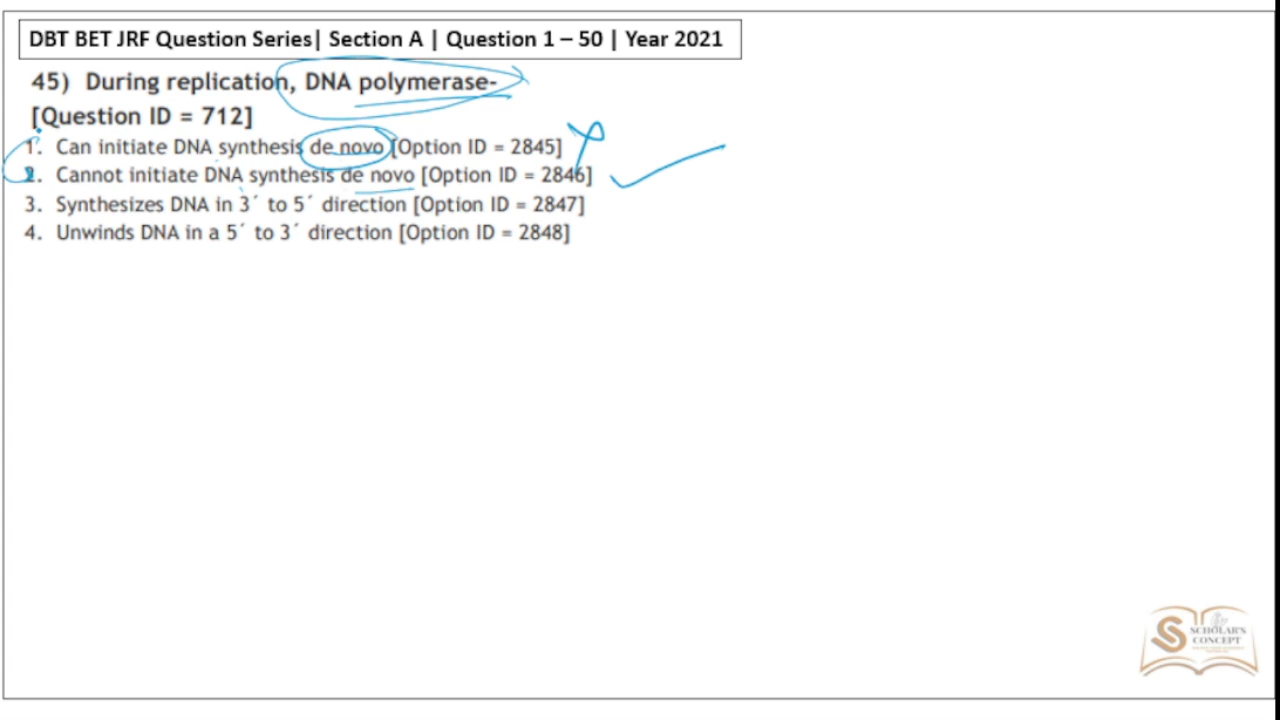 DBT BET JRF Question Series| Section A | Question 1 – 50 | Year 2021
45) During replication, DNA polymerase-
[Question ID = 712]
1. Can initiate DNA synthesis de novo [Option ID = 2845]
2. Cannot initiate DNA synthesis de novo [Option ID = 2846]
3. Synthesizes DNA in 3´ to 5´ direction [Option ID = 2847]
4. Unwinds DNA in a 5´ to 3´ direction [Option ID = 2848]
SCHOLAR'S
CONCEPT